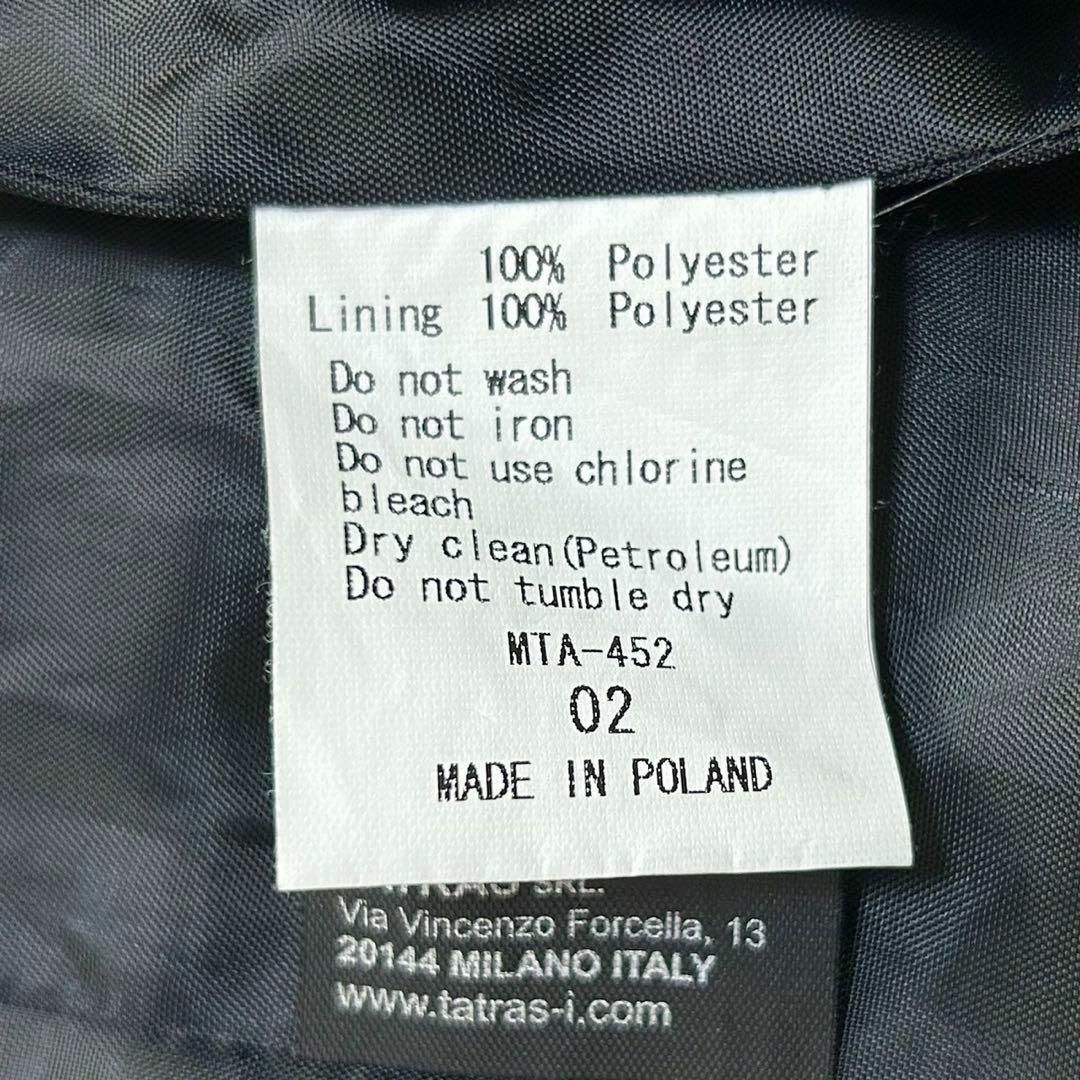 100% Polyester
Lining 100% Polyester
Do not wash
Do not iron
Do not use chlorine
bleach
Dry clean(Petroleum)
Do not tumble dry
MTA-452
02
MADE IN POLAND
SRL.
Via Vincenzo Forcella, 13
20144 MILANO ITALY
www.tatras-i.com